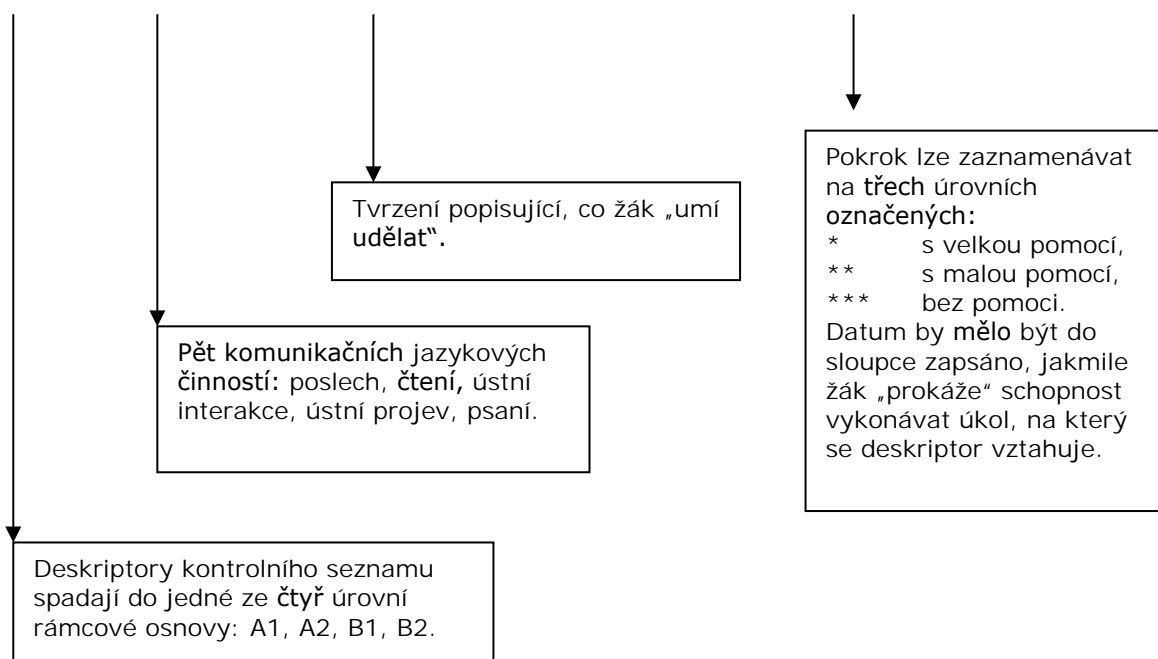 Pokrok lze zaznamenávat
na třech úrovních
označených:
* s velkou pomocí,
** s malou pomocí,
*** bez pomoci.
Datum by mělo být do
sloupce zapsáno, jakmile
žák „prokáže“ schopnost
vykonávat úkol, na který
se deskriptor vztahuje.
Tvrzení popisující, co žák „umí
udělat“.
Pět komunikačních jazykových
činností: poslech, čtení, ústní
interakce, ústní projev, psaní.
Deskriptory kontrolního seznamu
spadají do jedné ze čtyř úrovní
rámcové osnovy: A1, A2, B1, B2.